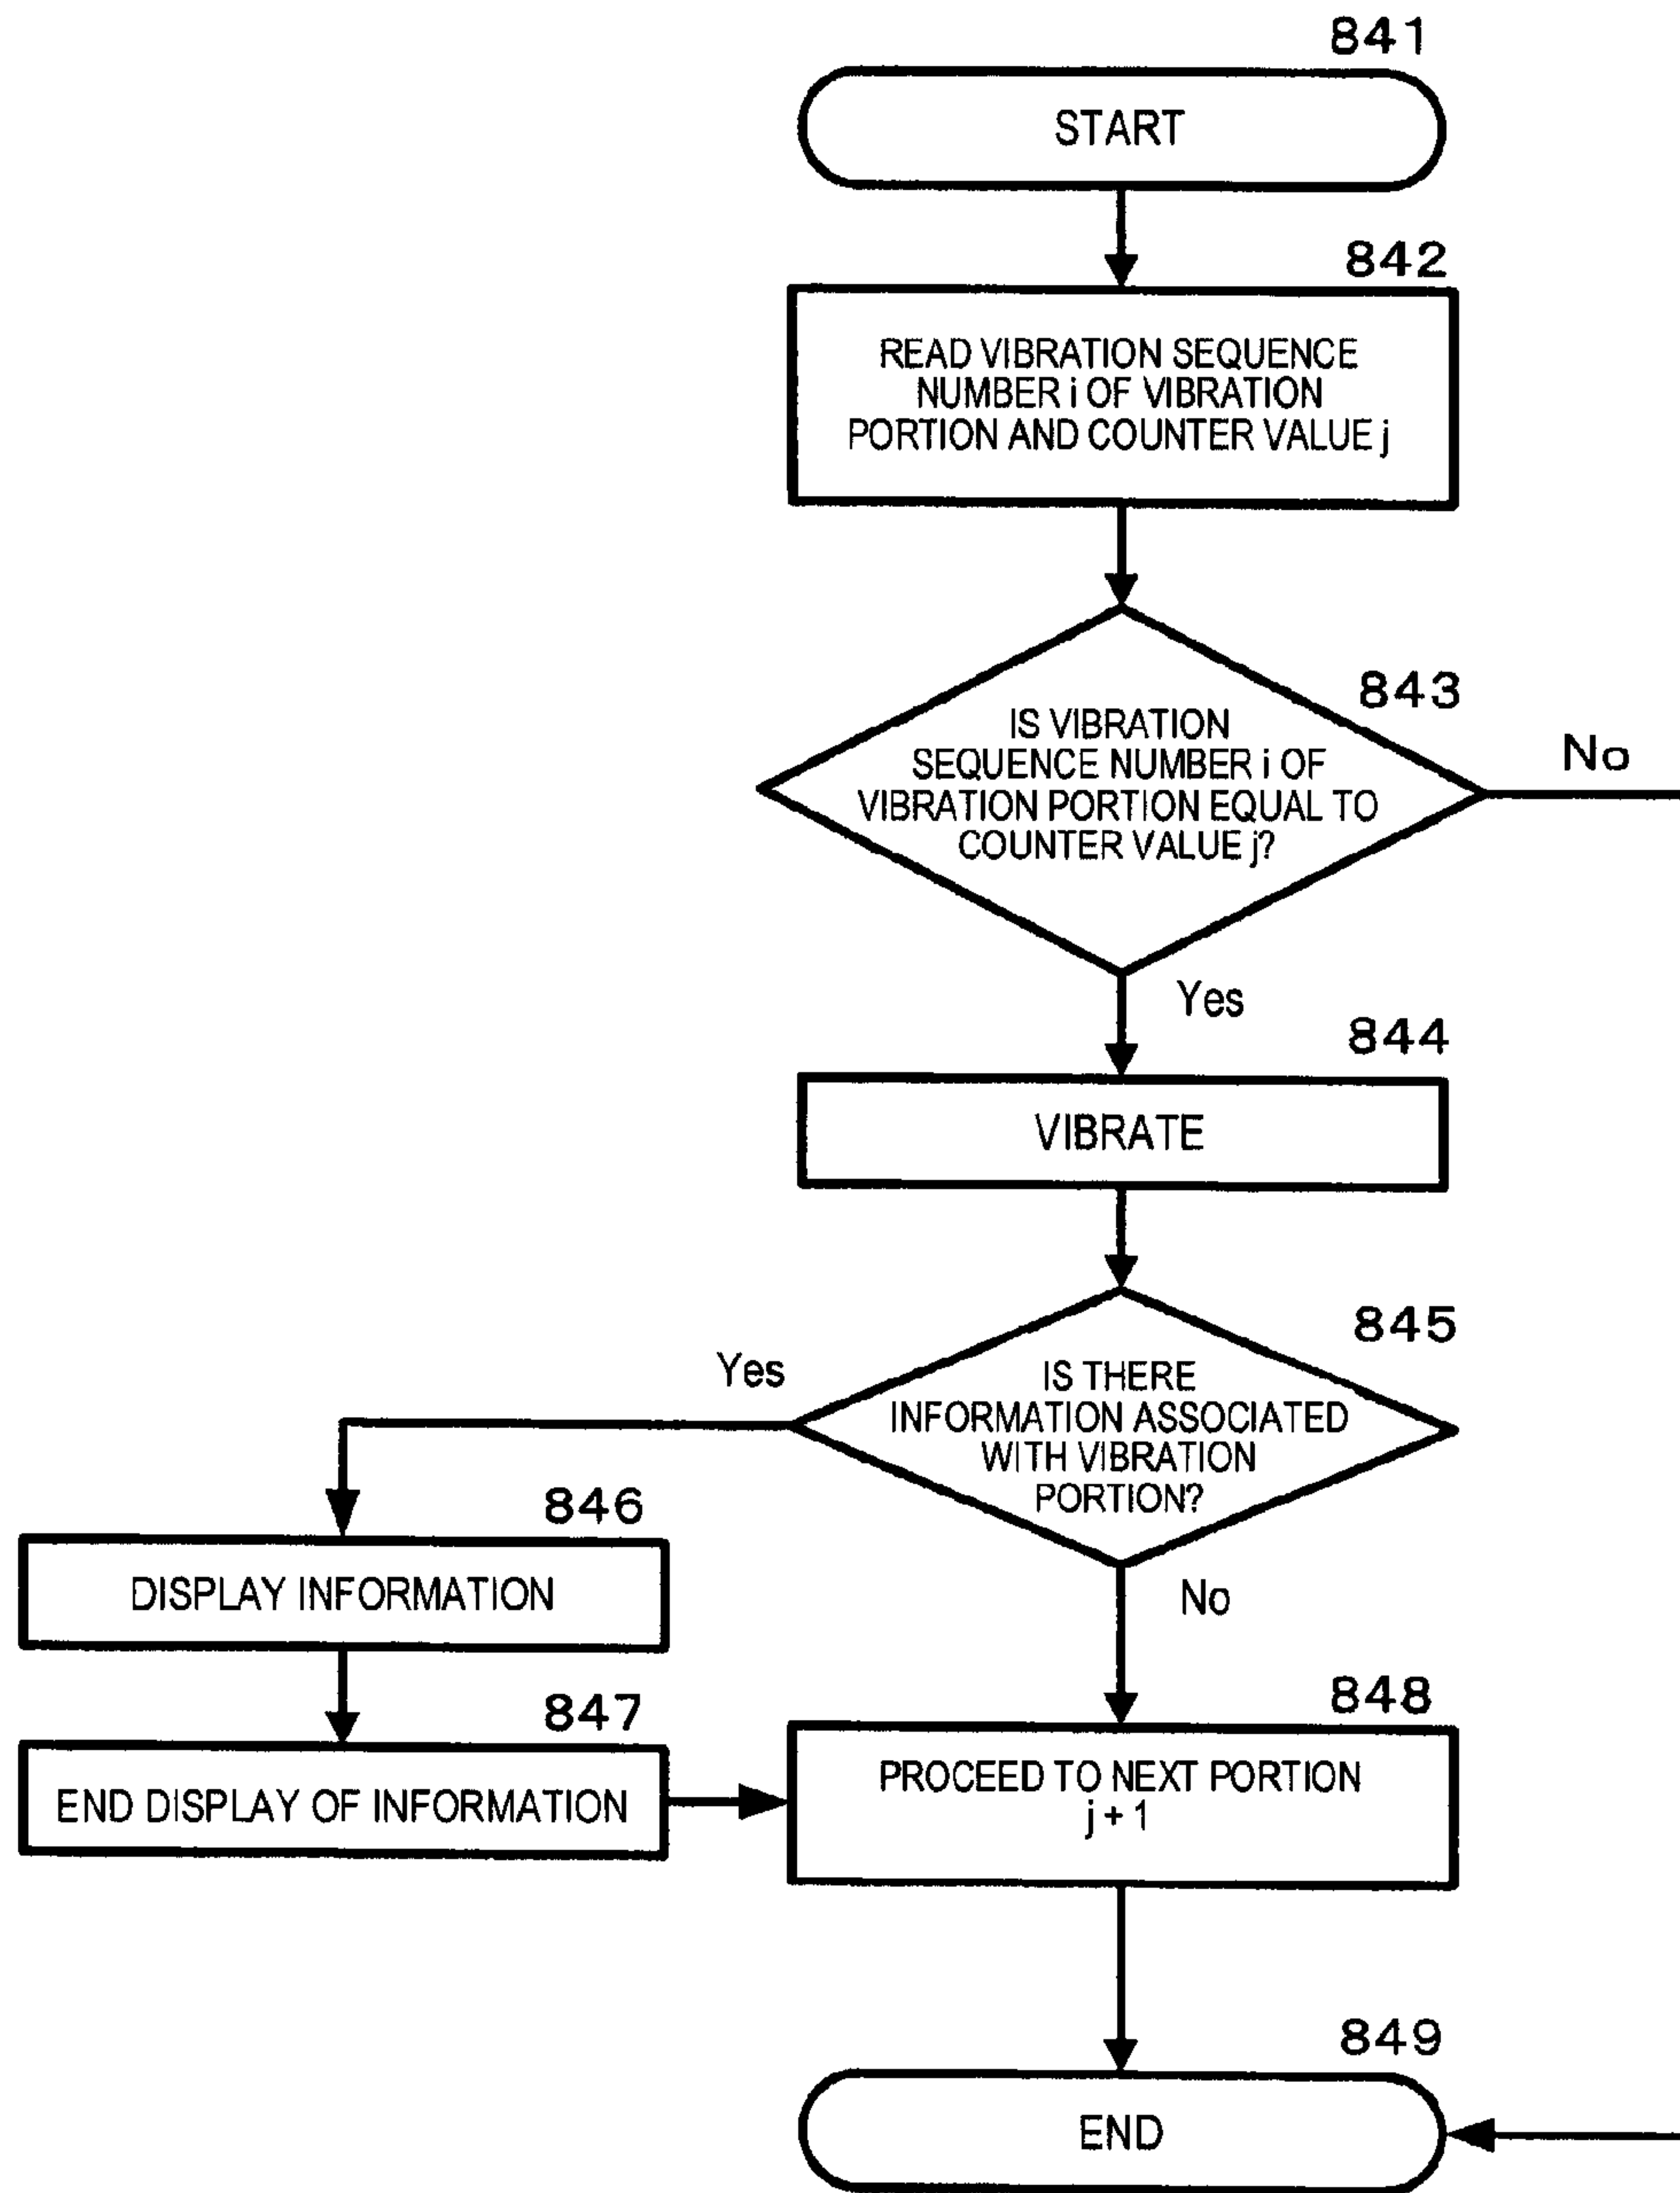 841
START
842
READ VIBRATION SEQUENCE
NUMBER i OF VIBRATION
PORTION AND COUNTER VALUE j
843
IS VIBRATION
SEQUENCE NUMBER i OF
VIBRATION PORTION EQUAL TO
COUNTER VALUE j?
No
Yes
844
VIBRATE
845
IS THERE
INFORMATION ASSOCIATED
WITH VIBRATION
PORTION?
Yes
No
846
DISPLAY INFORMATION
847
END DISPLAY OF INFORMATION
848
PROCEED TO NEXT PORTION
j + 1
849
END